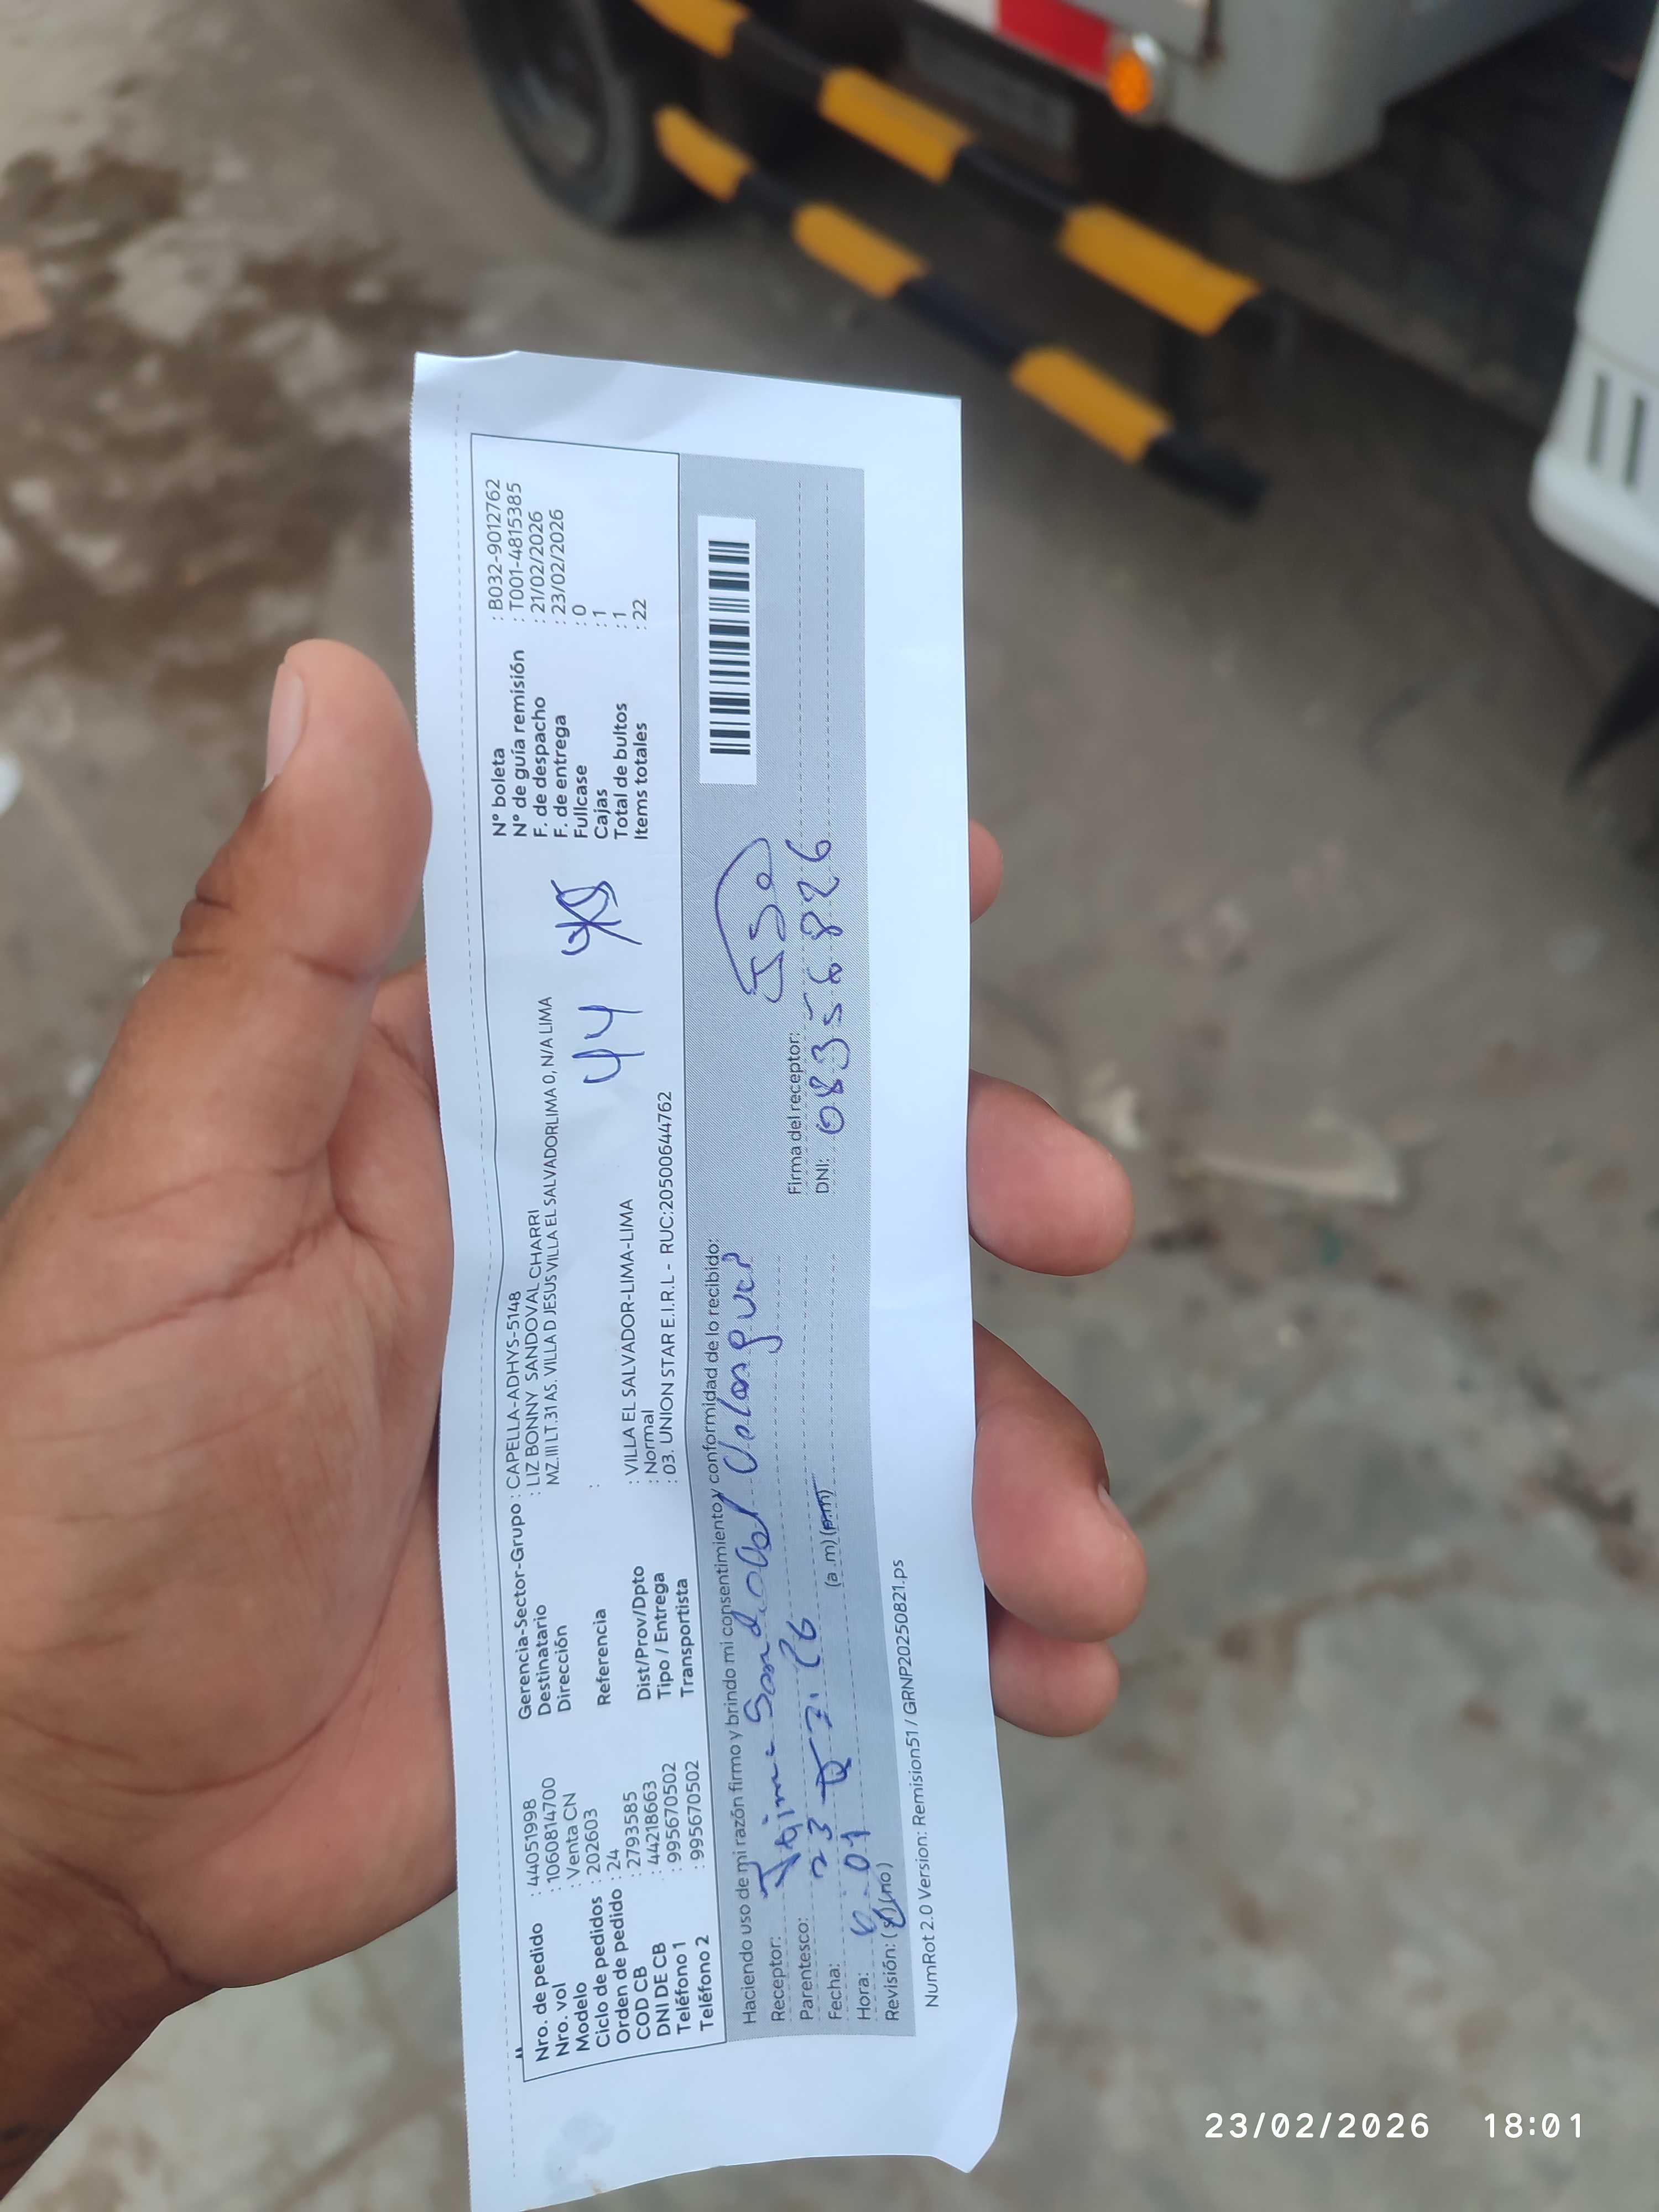 Nro. de pedido : 44051998
Nro. vol : 1060814700
Modelo : Venta CN
Ciclo de pedidos : 202603
Orden de pedido : 24
COD CB : 2793585
DNI DE CB : 44218663
Teléfono 1 : 995670502
Teléfono 2 : 995670502
Gerencia-Sector-Grupo : CAPELLA-ADHYS-5148
Destinatario : LIZ BONNY SANDOVAL CHARRI
Dirección MZ.III LT.31 AS. VILLA D JESUS VILLA EL SALVADORLIMA 0, N/A LIMA
Referencia :
Dist/Prov/Dpto : VILLA EL SALVADOR-LIMA-LIMA
Tipo / Entrega : Normal
Transportista : 03. UNION STAR E.I.R.L - RUC:20500644762
44
N° boleta : B032-9012762
N° de guía remisión : T001-4815385
F. de despacho : 21/02/2026
F. de entrega : 23/02/2026
Fullcase : 0
Cajas : 1
Total de bultos : 1
Items totales : 22
Haciendo uso de mi razón firmo y brindo mi consentimiento y conformidad de lo recibido:
Receptor: Jaime Sandoval
Parentesco:
Fecha: 23
Hora: 6:01 (a .m) (p.m)
Revisión: (si) (no)
Firma del receptor:
DNI: 08356826
NumRot 2.0 Version: Remision51 / GRNP20250821.ps
23/02/2026 18:01